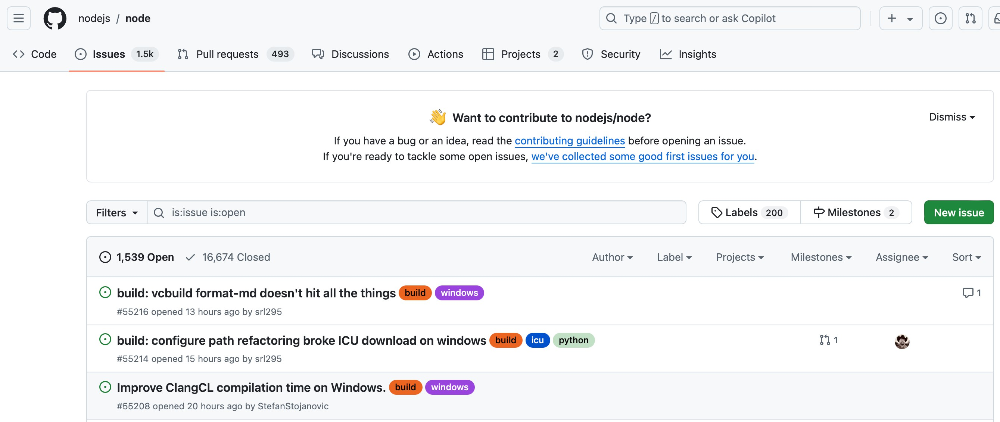 nodejs / node
Type / to search or ask Copilot
Code Issues 1.5k Pull requests 493 Discussions Actions Projects 2 Security Insights
Want to contribute to nodejs/node?
Dismiss
If you have a bug or an idea, read the contributing guidelines before opening an issue.
If you're ready to tackle some open issues, we've collected some good first issues for you.
Filters is:issue is:open Labels 200 Milestones 2 New issue
1,539 Open 16,674 Closed Author Label Projects Milestones Assignee Sort
build: vcbuild format-md doesn't hit all the things build windows 1
#55216 opened 13 hours ago by srl295
build: configure path refactoring broke ICU download on windows build icu python 1
#55214 opened 15 hours ago by srl295
Improve ClangCL compilation time on Windows. build windows
#55208 opened 20 hours ago by StefanStojanovic